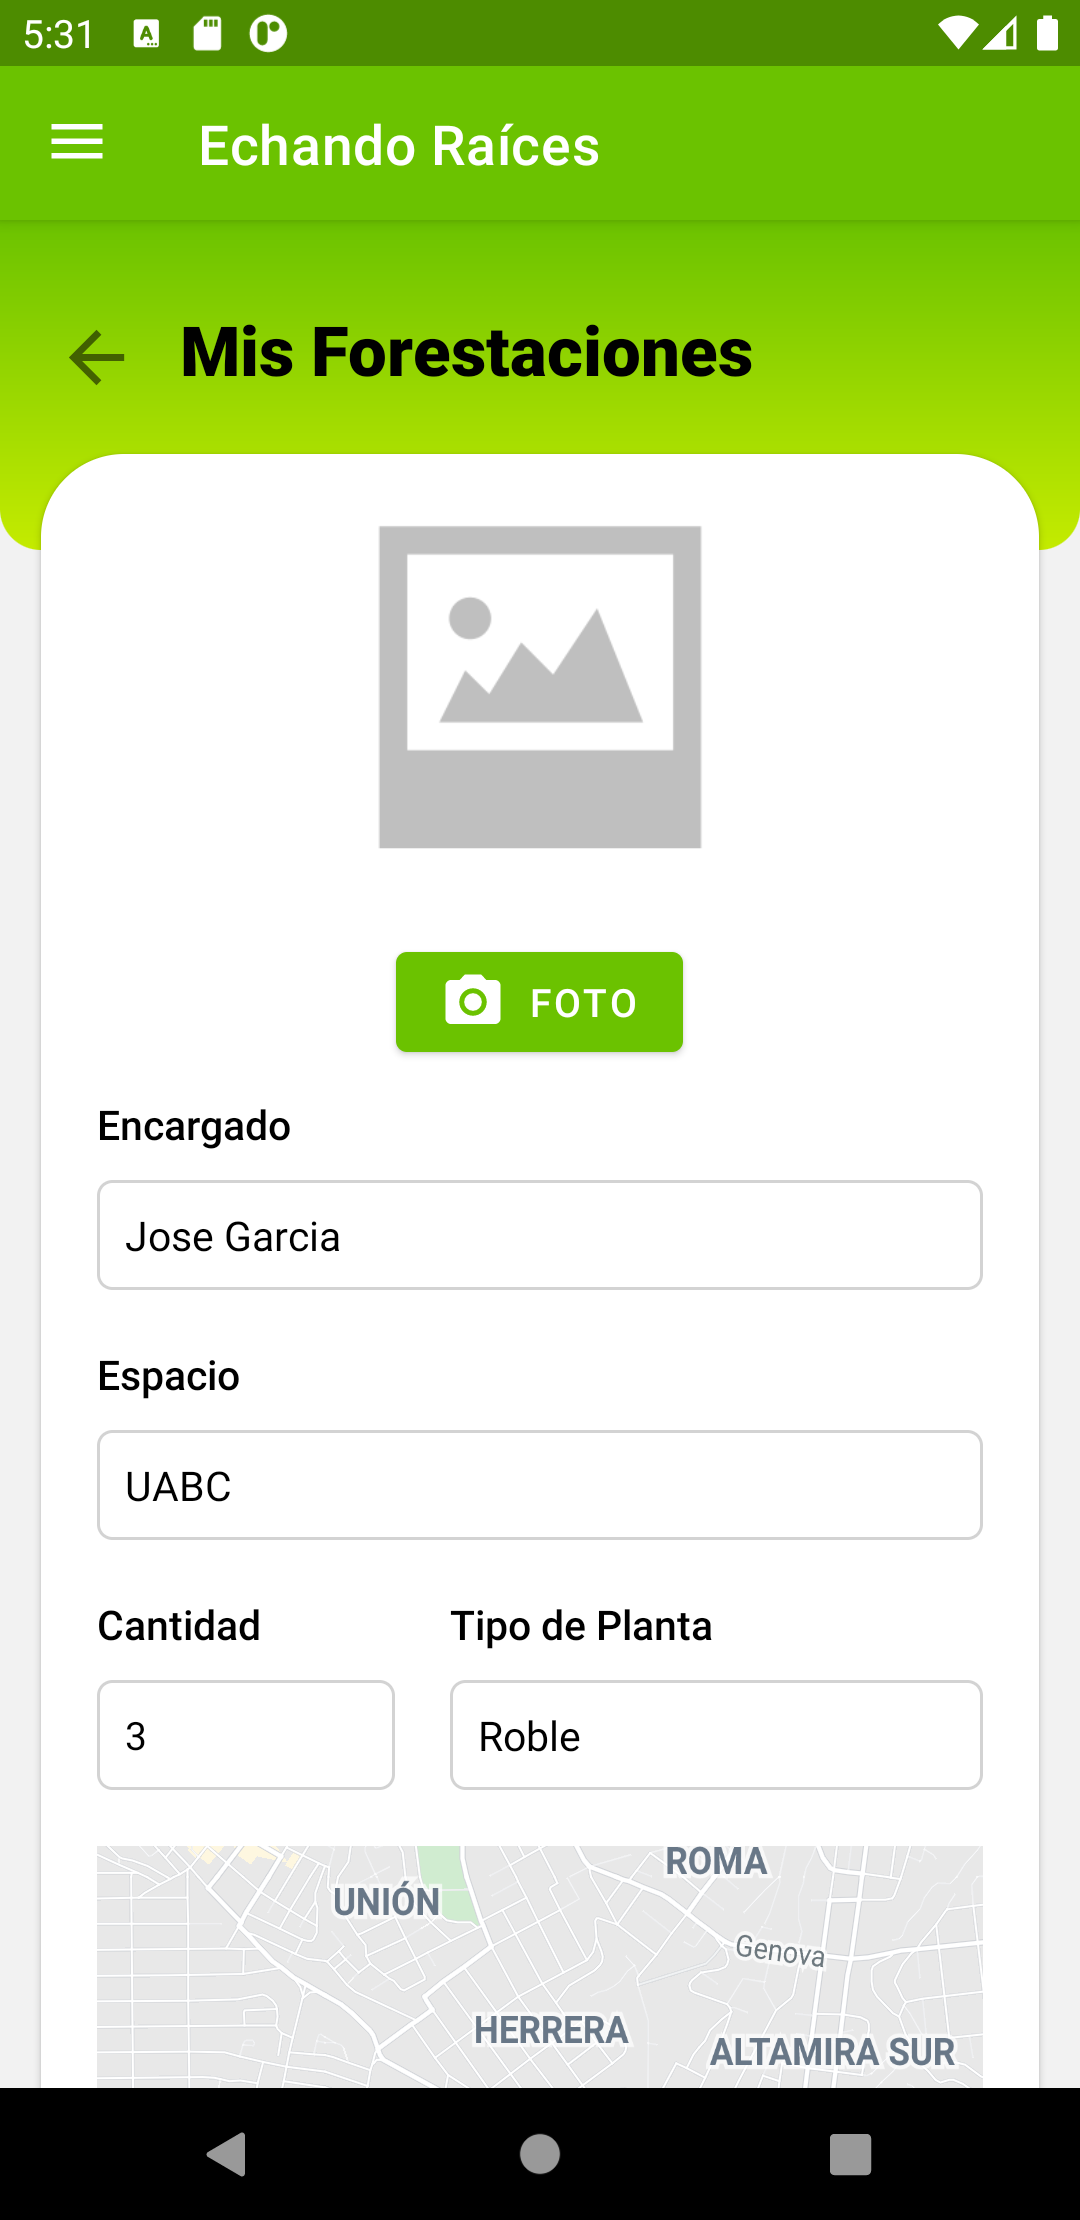 5:31
Echando Raíces
Mis Forestaciones
FOTO
Encargado
Jose Garcia
Espacio
UABC
Cantidad
Tipo de Planta
3
Roble
ROMA
UNIÓN
Genova
HERRERA
ALTAMIRA SUR